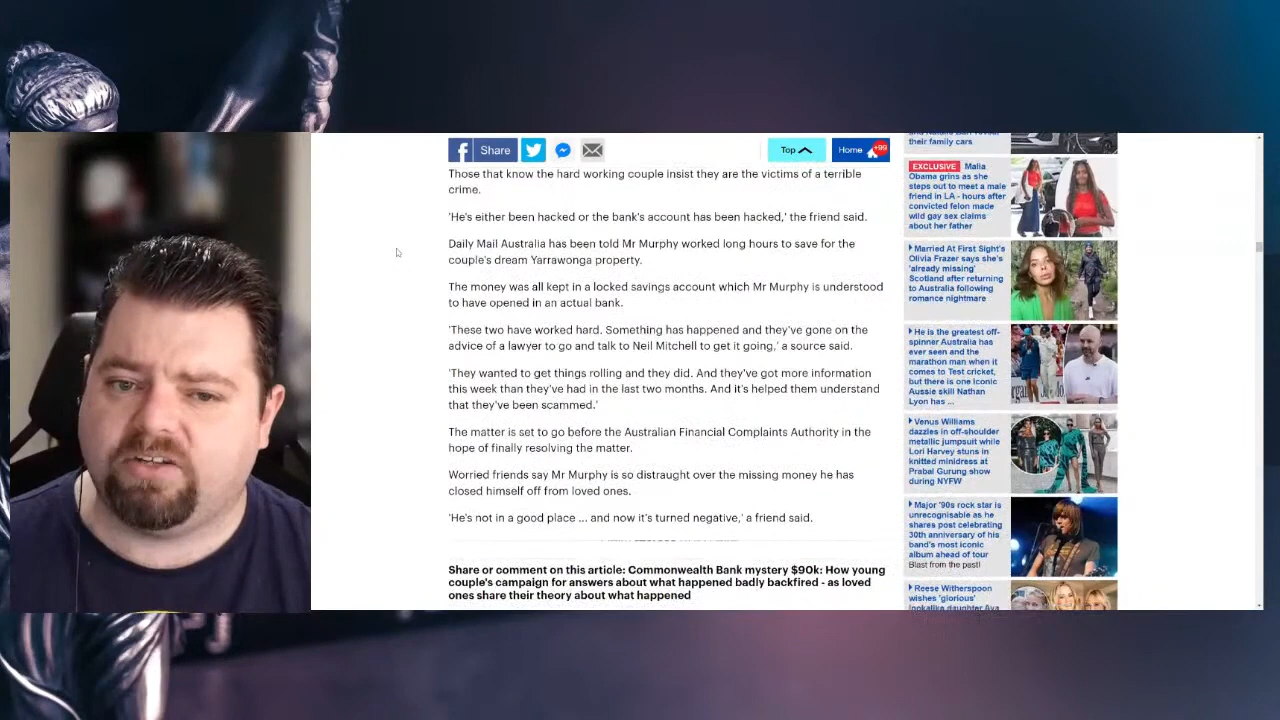 Share
Top
Home
+99
Those that know the hard working couple insist they are the victims of a terrible
crime.
'He's either been hacked or the bank's account has been hacked,' the friend said.
Daily Mail Australia has been told Mr Murphy worked long hours to save for the
couple's dream Yarrawonga property.
The money was all kept in a locked savings account which Mr Murphy is understood
to have opened in an actual bank.
'These two have worked hard. Something has happened and they've gone on the
advice of a lawyer to go and talk to Neil Mitchell to get it going,' a source said.
'They wanted to get things rolling and they did. And they've got more information
this week than they've had in the last two months. And it's helped them understand
that they've been scammed.'
The matter is set to go before the Australian Financial Complaints Authority in the
hope of finally resolving the matter.
Worried friends say Mr Murphy is so distraught over the missing money he has
closed himself off from loved ones.
'He's not in a good place ... and now it's turned negative,' a friend said.
Share or comment on this article: Commonwealth Bank mystery $90k: How young
couple's campaign for answers about what happened badly backfired - as loved
ones share their theory about what happened
their family cars
EXCLUSIVE Malia
Obama grins as she
steps out to meet a male
friend in LA - hours after
convicted felon made
wild gay sex claims
about her father
Married At First Sight's
Olivia Frazer says she's
'already missing'
Scotland after returning
to Australia following
romance nightmare
He is the greatest off-
spinner Australia has
ever seen and the
marathon man when it
comes to Test cricket,
but there is one iconic
Aussie skill Nathan
Lyon has ...
Venus Williams
dazzles in off-shoulder
metallic jumpsuit while
Lori Harvey stuns in
knitted minidress at
Prabal Gurung show
during NYFW
Major '90s rock star is
unrecognisable as he
shares post celebrating
30th anniversary of his
band's most iconic
album ahead of tour
Blast from the past!
Reese Witherspoon
wishes 'glorious'
lookalike daughter Ava